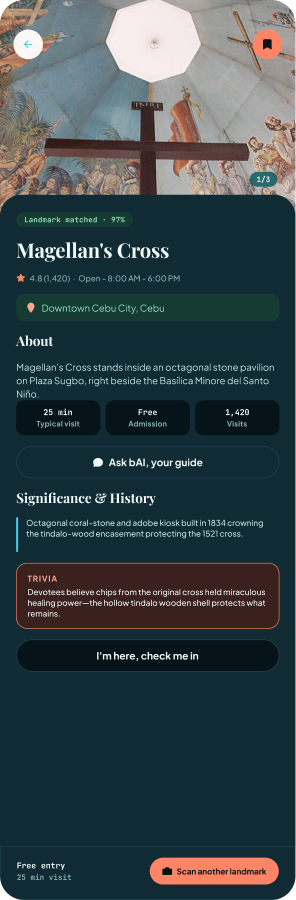 INRI
1/3
Landmark matched · 97%
Magellan's Cross
4.8 (1,420) · Open - 8:00 AM - 6:00 PM
Downtown Cebu City, Cebu
About
Magellan's Cross stands inside an octagonal stone pavilion
on Plaza Sugbo, right beside the Basílica Minore del Santo
Niño.
25 min
Typical visit
Free
Admission
1,420
Visits
Ask bAI, your guide
Significance & History
Octagonal coral-stone and adobe kiosk built in 1834 crowning
the tindalo-wood encasement protecting the 1521 cross.
TRIVIA
Devotees believe chips from the original cross held miraculous
healing power—the hollow tindalo wooden shell protects what
remains.
I'm here, check me in
Free entry
25 min visit
Scan another landmark